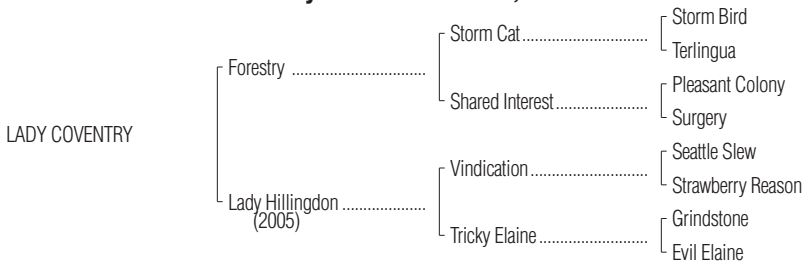 Storm Bird
Storm Cat..............................
Terlingua
Forestry ................................
Pleasant Colony
Shared Interest......................
Surgery
LADY COVENTRY
Seattle Slew
Vindication............................
Strawberry Reason
Lady Hillingdon ....................
(2005)
Grindstone
Tricky Elaine..........................
Evil Elaine